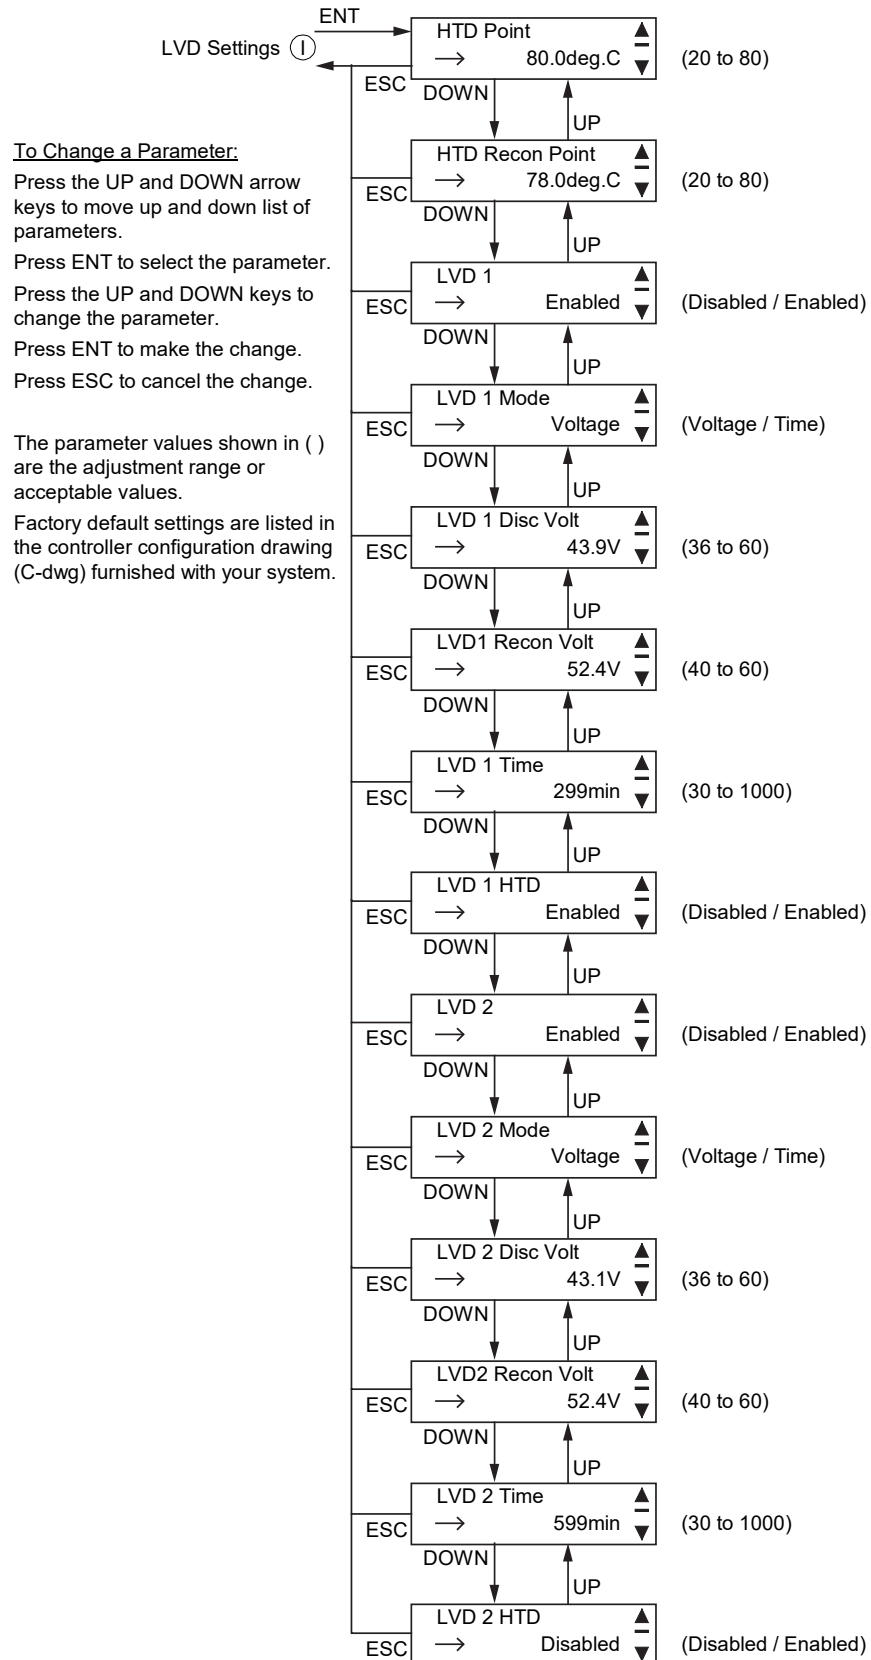 ENT
LVD Settings I
ESC
HTD Point
→ 80.0deg.C
(20 to 80)
DOWN
UP
To Change a Parameter:
Press the UP and DOWN arrow
keys to move up and down list of
parameters.
Press ENT to select the parameter.
Press the UP and DOWN keys to
change the parameter.
Press ENT to make the change.
Press ESC to cancel the change.
The parameter values shown in ( )
are the adjustment range or
acceptable values.
Factory default settings are listed in
the controller configuration drawing
(C-dwg) furnished with your system.
HTD Recon Point
→ 78.0deg.C
(20 to 80)
ESC
DOWN
UP
LVD 1
→ Enabled
(Disabled / Enabled)
ESC
DOWN
UP
LVD 1 Mode
→ Voltage
(Voltage / Time)
ESC
DOWN
UP
LVD 1 Disc Volt
→ 43.9V
(36 to 60)
ESC
DOWN
UP
LVD1 Recon Volt
→ 52.4V
(40 to 60)
ESC
DOWN
UP
LVD 1 Time
→ 299min
(30 to 1000)
ESC
DOWN
UP
LVD 1 HTD
→ Enabled
(Disabled / Enabled)
ESC
DOWN
UP
LVD 2
→ Enabled
(Disabled / Enabled)
ESC
DOWN
UP
LVD 2 Mode
→ Voltage
(Voltage / Time)
ESC
DOWN
UP
LVD 2 Disc Volt
→ 43.1V
(36 to 60)
ESC
DOWN
UP
LVD2 Recon Volt
→ 52.4V
(40 to 60)
ESC
DOWN
UP
LVD 2 Time
→ 599min
(30 to 1000)
ESC
DOWN
UP
LVD 2 HTD
→ Disabled
(Disabled / Enabled)
ESC